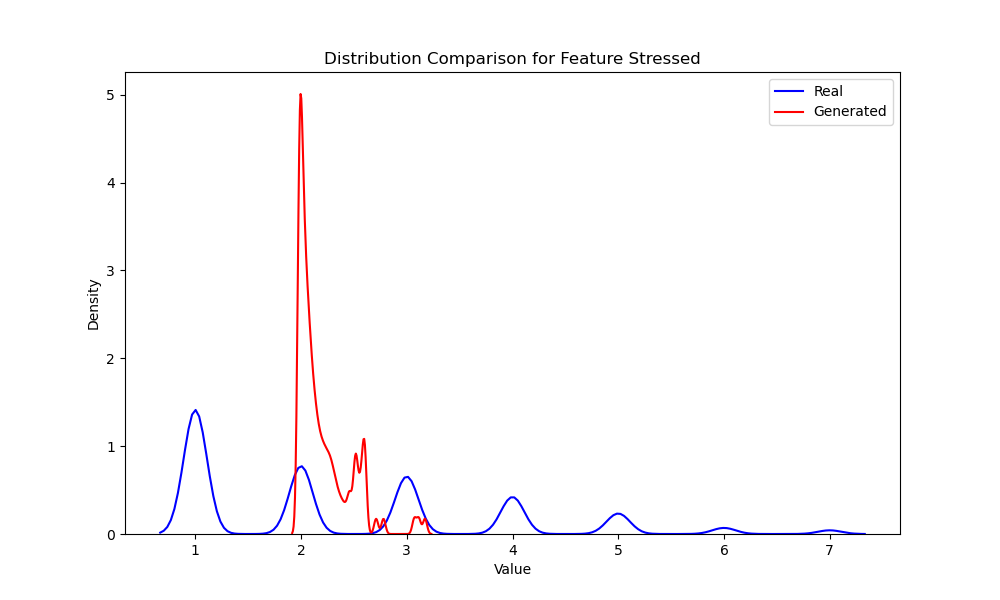 Distribution Comparison for Feature Stressed
Real
Generated
Density
5
4
3
2
1
0
1 2 3 4 5 6 7
Value